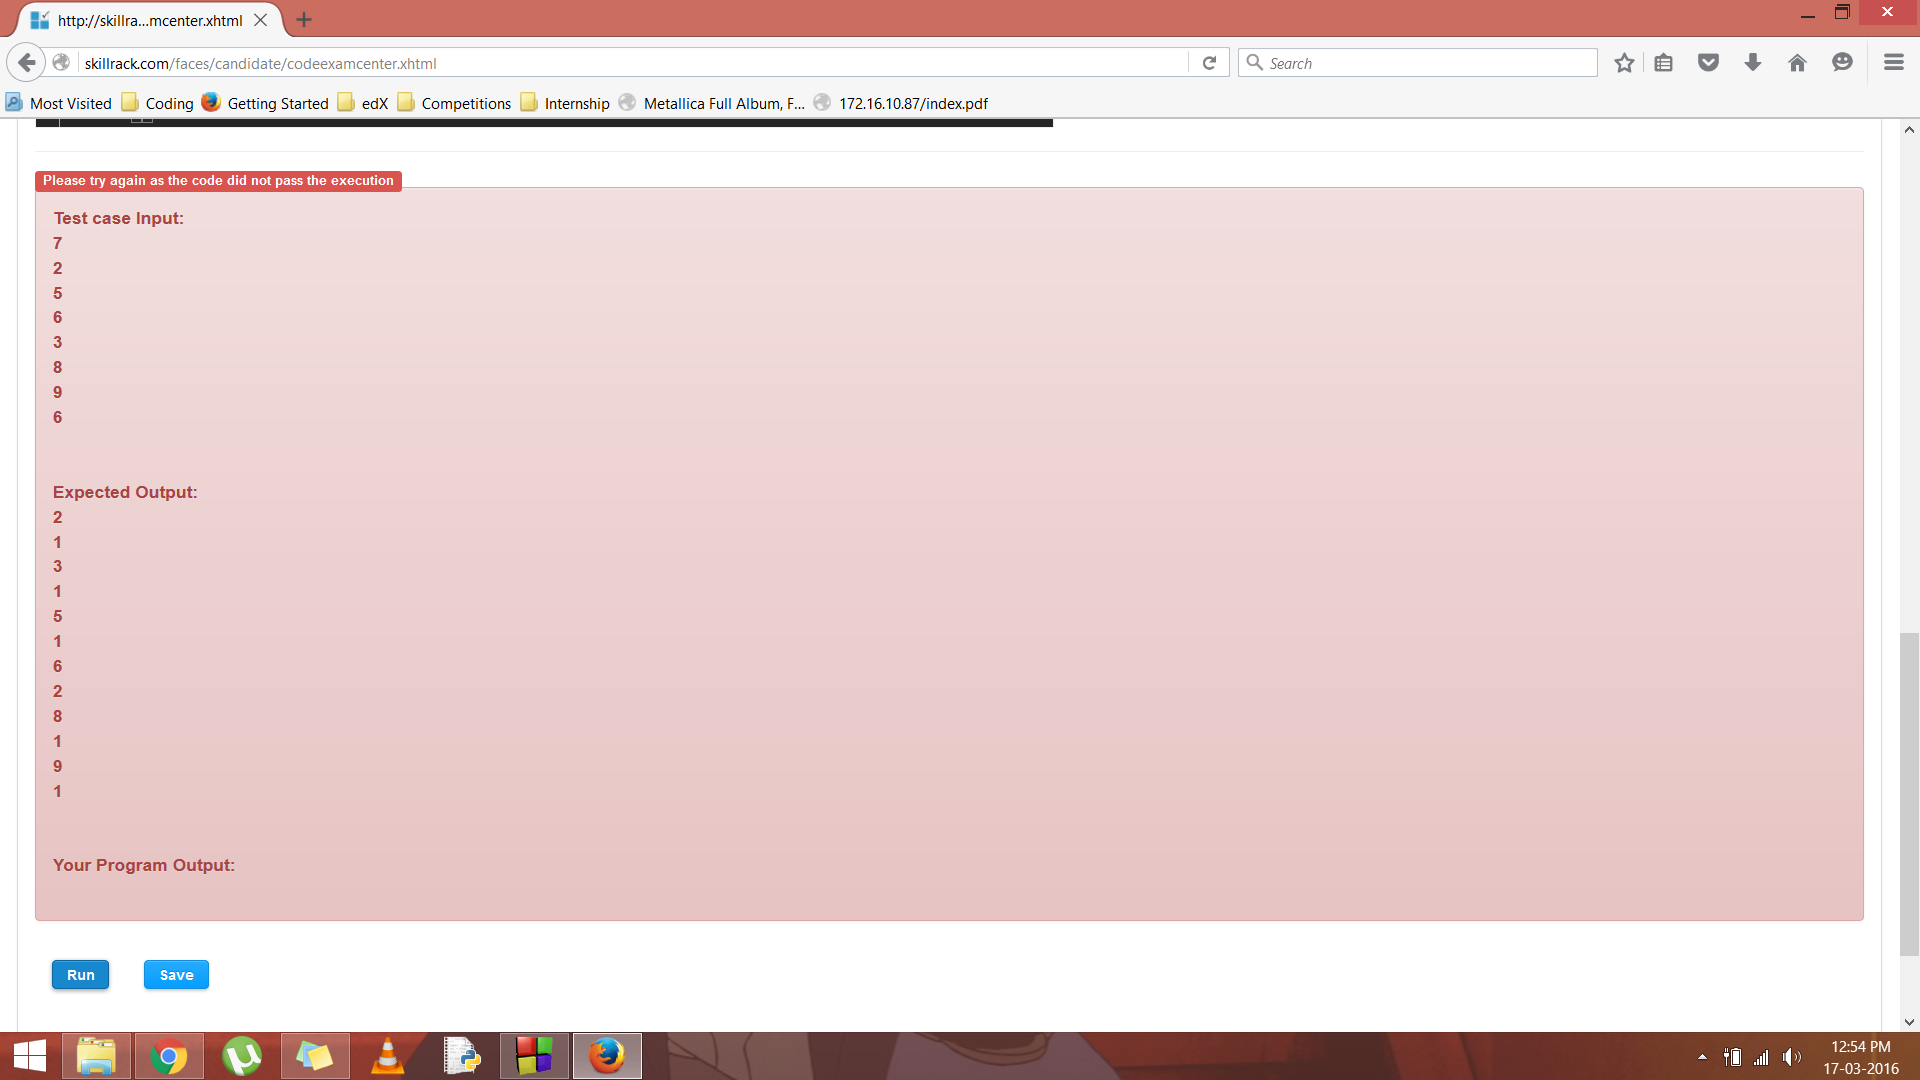 http://skillra...mcenter.xhtml
skillrack.com/faces/candidate/codeexamcenter.xhtml
Search
Most Visited Coding Getting Started edX Competitions Internship Metallica Full Album, F... 172.16.10.87/index.pdf
Please try again as the code did not pass the execution
Test case Input:
7
2
5
6
3
8
9
6
Expected Output:
2
1
3
1
5
1
6
2
8
1
9
1
Your Program Output:
Run Save
12:54 PM
17-03-2016